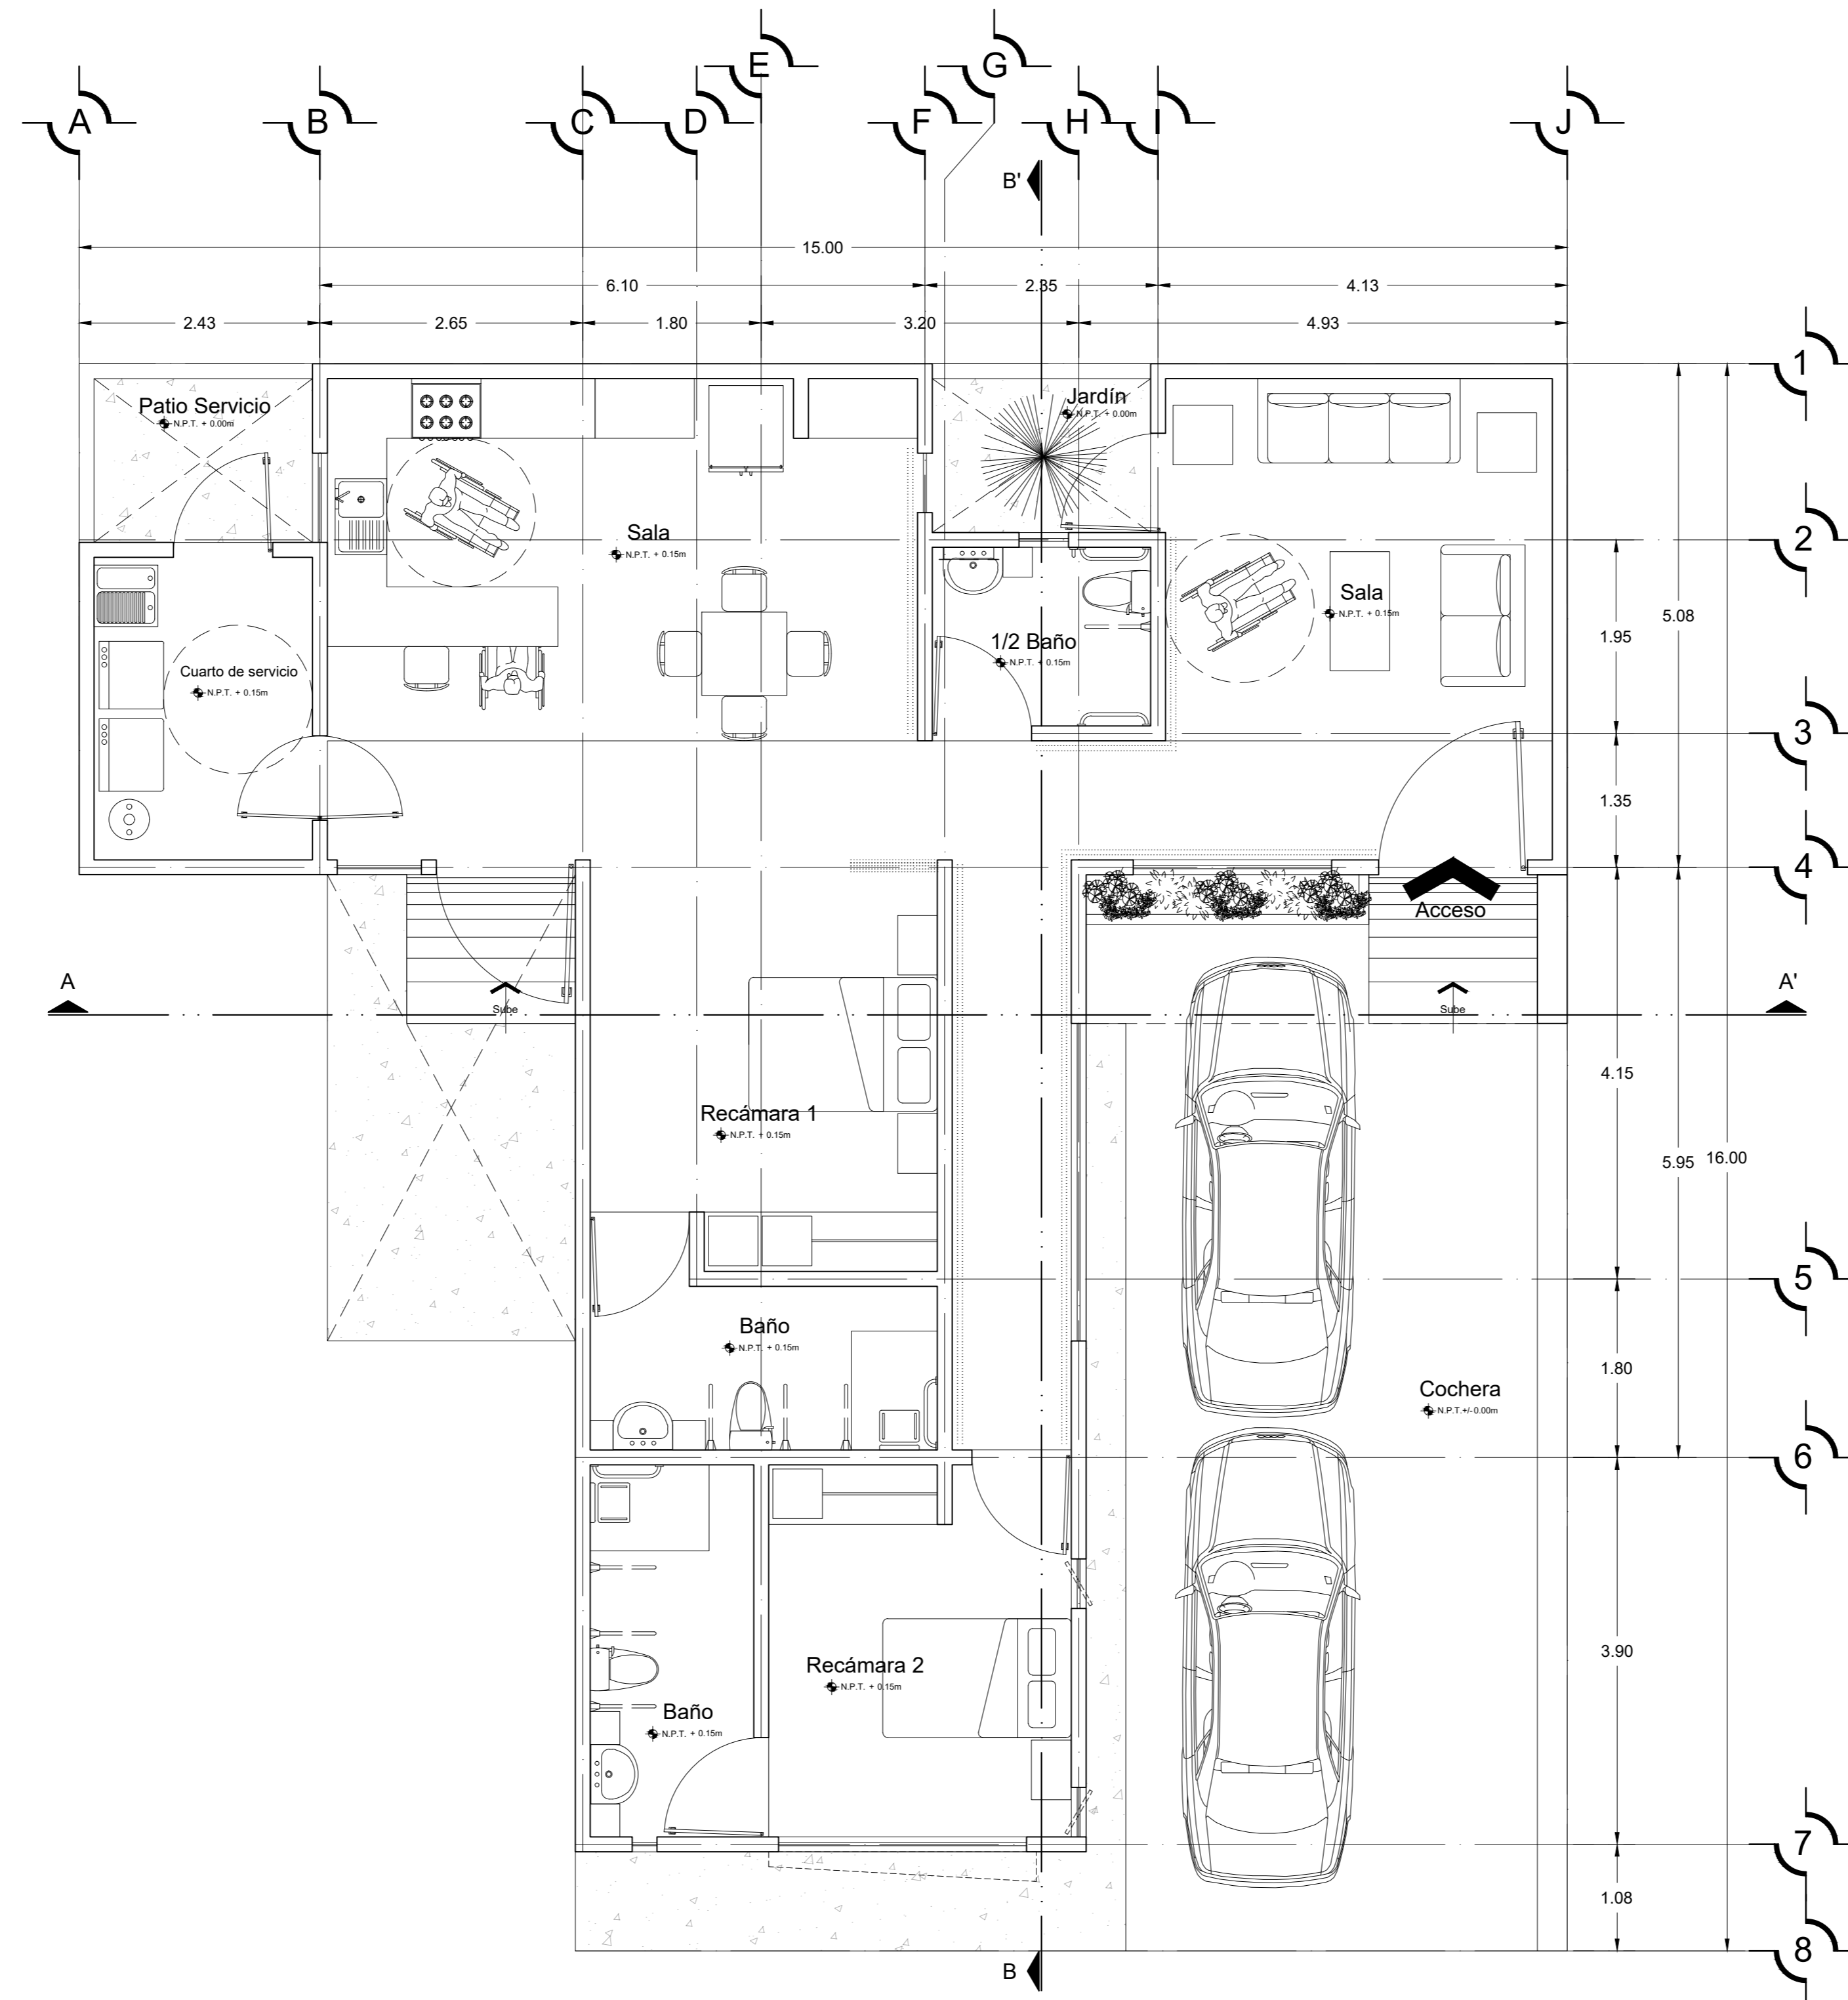 E
G
A
B
C
D
F
H
I
J
B'
15.00
6.10
2.85
4.13
2.43
2.65
1.80
3.20
4.93
1
Patio Servicio
N.P.T. + 0.00m
Jardín
N.P.T. + 0.00m
Sala
N.P.T. + 0.15m
2
Sala
N.P.T. + 0.15m
5.08
1.95
1/2 Baño
N.P.T. + 0.15m
Cuarto de servicio
N.P.T. + 0.15m
3
1.35
4
Acceso
A
Sube
Sube
A'
4.15
Recámara 1
N.P.T. + 0.15m
5.95
16.00
5
Baño
N.P.T. + 0.15m
1.80
Cochera
N.P.T.+/-0.00m
6
3.90
Recámara 2
N.P.T. + 0.15m
Baño
N.P.T. + 0.15m
7
1.08
8
B